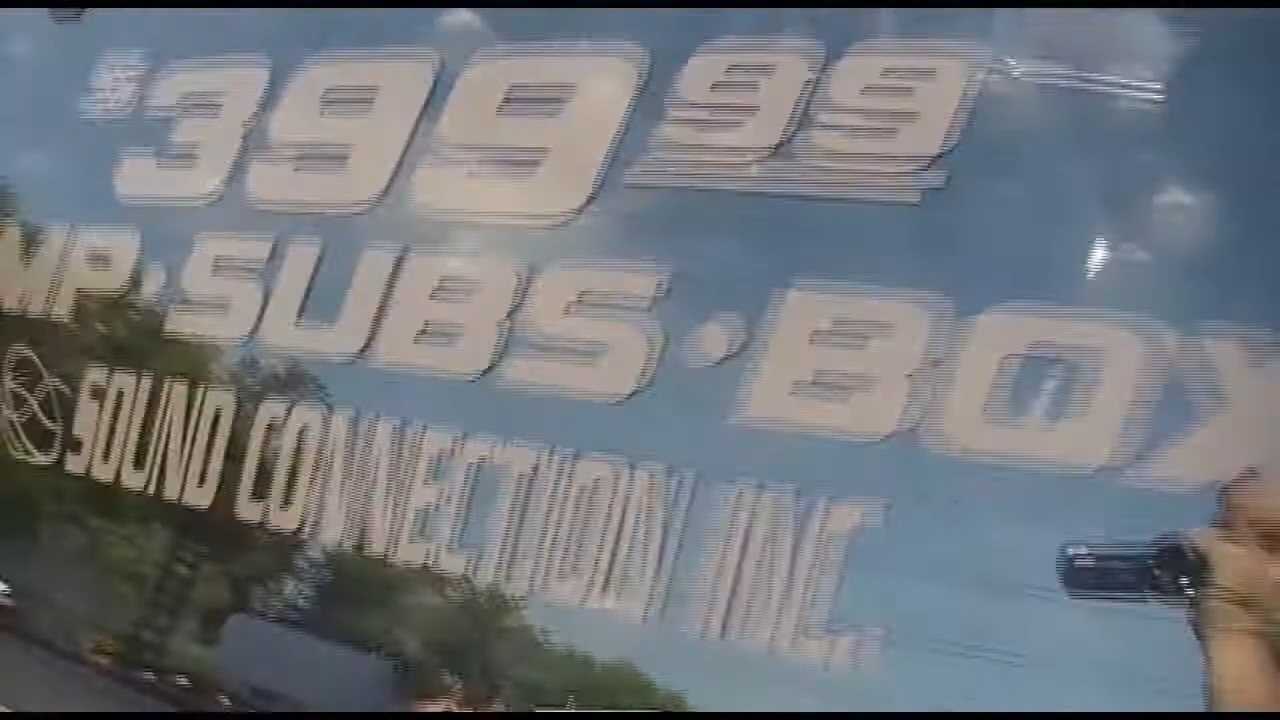 $399 99
MP • SUBS • BOX
SOUND CONNECTION INC.